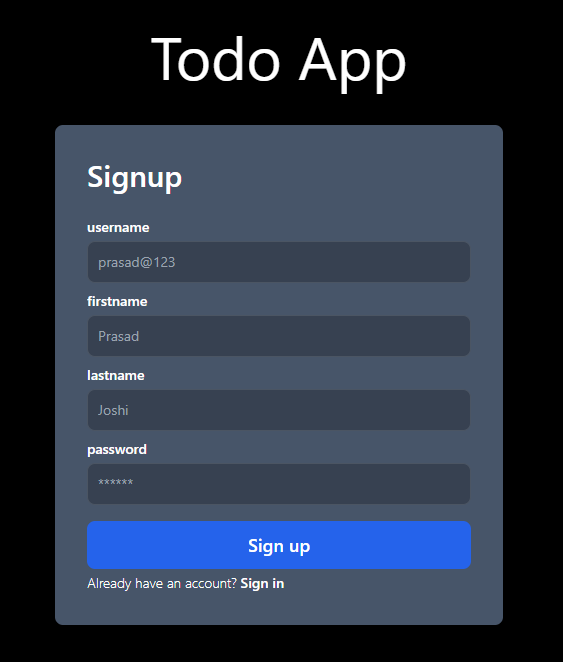 Todo App
Signup
username
prasad@123
firstname
Prasad
lastname
Joshi
password
******
Sign up
Already have an account? Sign in